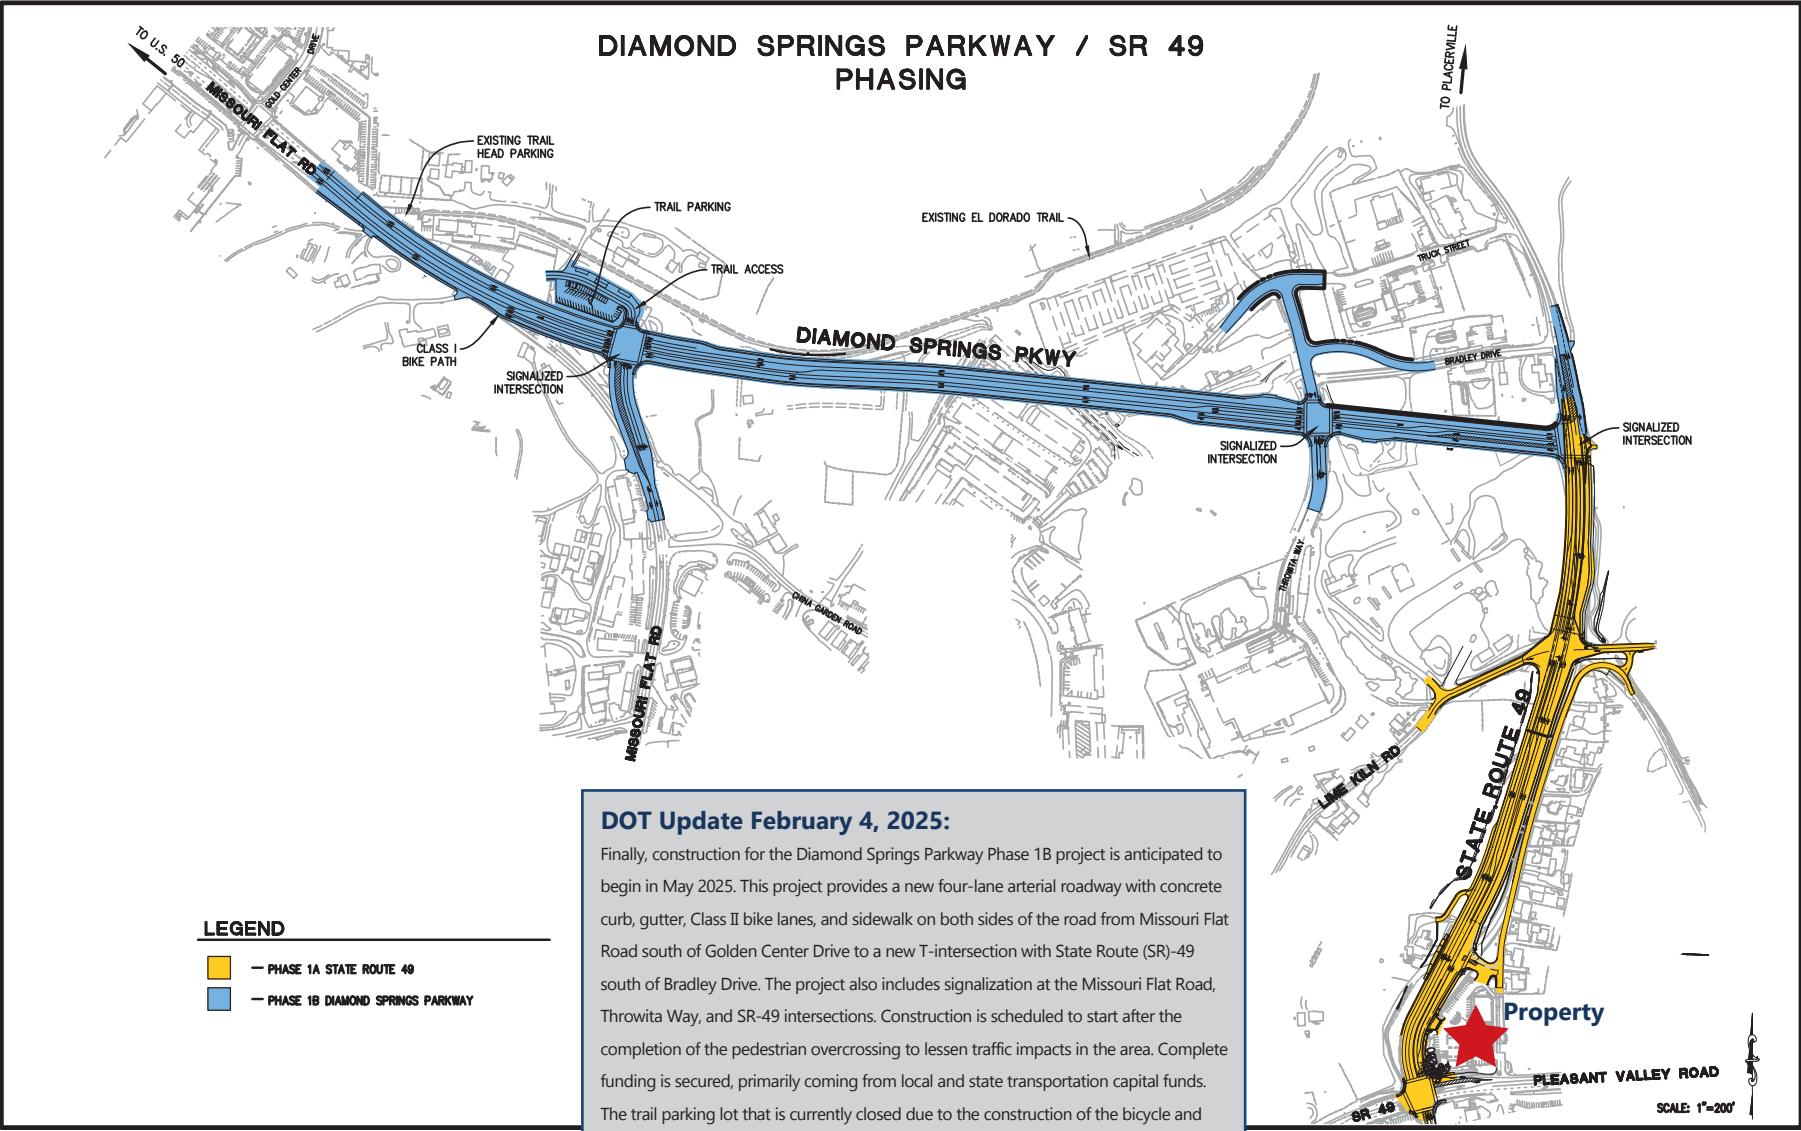 DIAMOND SPRINGS PARKWAY / SR 49
PHASING
TO U.S. 50
MISSOURI FLAT RD
GOLD CENTER
DRIVE
EXISTING TRAIL
HEAD PARKING
TRAIL PARKING
TRAIL ACCESS
CLASS I
BIKE PATH
SIGNALIZED
INTERSECTION
DIAMOND SPRINGS PKWY
EXISTING EL DORADO TRAIL
TO PLACERVILLE
TRUCK STREET
BRADLEY DRIVE
SIGNALIZED
INTERSECTION
SIGNALIZED
INTERSECTION
THROWITA WAY
CHINA GARDEN ROAD
MISSOURI FLAT RD
LIME KILN RD
STATE ROUTE 49
DOT Update February 4, 2025:
Finally, construction for the Diamond Springs Parkway Phase 1B project is anticipated to
begin in May 2025. This project provides a new four-lane arterial roadway with concrete
curb, gutter, Class II bike lanes, and sidewalk on both sides of the road from Missouri Flat
Road south of Golden Center Drive to a new T-intersection with State Route (SR)-49
south of Bradley Drive. The project also includes signalization at the Missouri Flat Road,
Throwita Way, and SR-49 intersections. Construction is scheduled to start after the
completion of the pedestrian overcrossing to lessen traffic impacts in the area. Complete
funding is secured, primarily coming from local and state transportation capital funds.
The trail parking lot that is currently closed due to the construction of the bicycle and
LEGEND
— PHASE 1A STATE ROUTE 49
— PHASE 1B DIAMOND SPRINGS PARKWAY
Property
PLEASANT VALLEY ROAD
SR 49
SCALE: 1"=200'